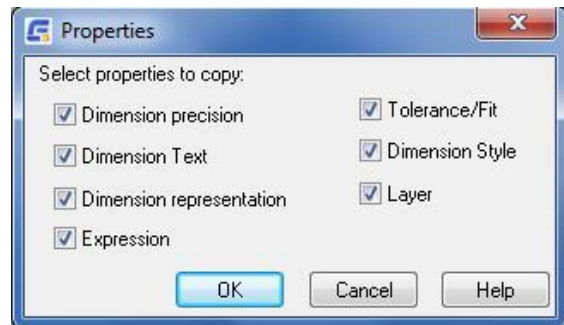 Properties
Select properties to copy:
Dimension precision
Tolerance/Fit
Dimension Text
Dimension Style
Dimension representation
Layer
Expression
OK
Cancel
Help